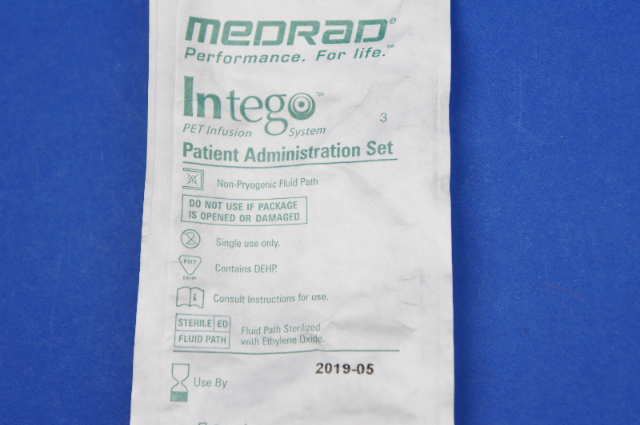 MEDRAD®
Performance. For life.™
Intego™
PET Infusion System
3
Patient Administration Set
Non-Pryogenic Fluid Path
DO NOT USE IF PACKAGE
IS OPENED OR DAMAGED
Single use only.
PHT
DEHP
Contains DEHP.
i
Consult Instructions for use.
STERILE EO
FLUID PATH
Fluid Path Sterilized
with Ethylene Oxide.
2019-05
Use By